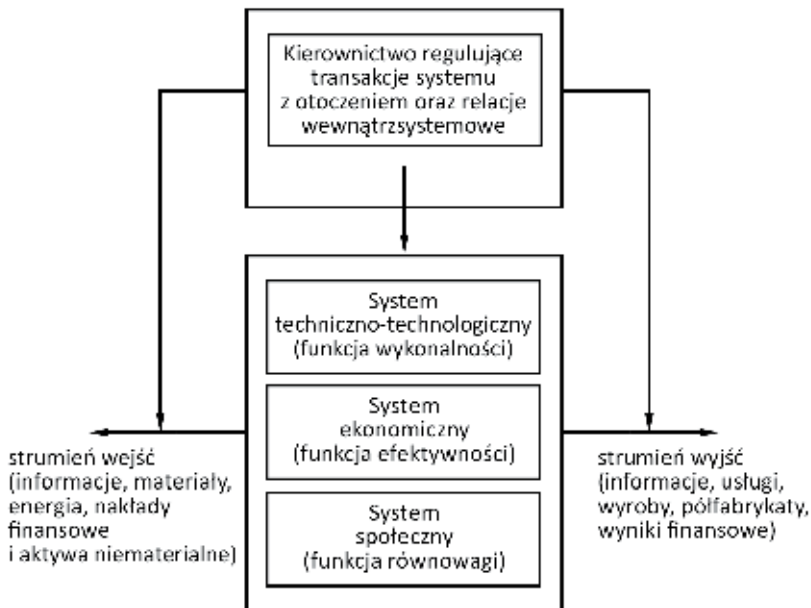 Kierownictwo regulujące
transakcje systemu
z otoczeniem oraz relacje
wewnątrzsystemowe
System
techniczno-technologiczny
(funkcja wykonalności)
System
ekonomiczny
(funkcja efektywności)
System
społeczny
(funkcja równowagi)
strumień wejść
(informacje, materiały,
energia, nakłady
finansowe
i aktywa niematerialne)
strumień wyjść
(informacje, usługi,
wyroby, półfabrykaty,
wyniki finansowe)